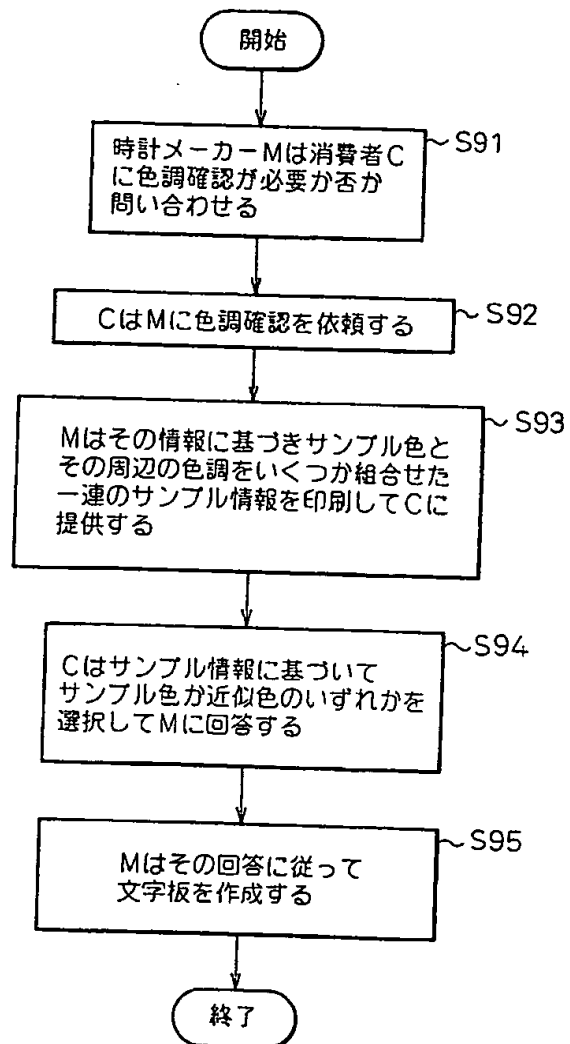 開始
時計メーカーMは消費者C
に色調確認が必要か否か
問い合わせる
S91
CはMに色調確認を依頼する
S92
Mはその情報に基づきサンプル色と
その周辺の色調をいくつか組合せた
一連のサンプル情報を印刷してCに
提供する
S93
Cはサンプル情報に基づいて
サンプル色か近似色のいずれかを
選択してMに回答する
S94
Mはその回答に従って
文字板を作成する
S95
終了